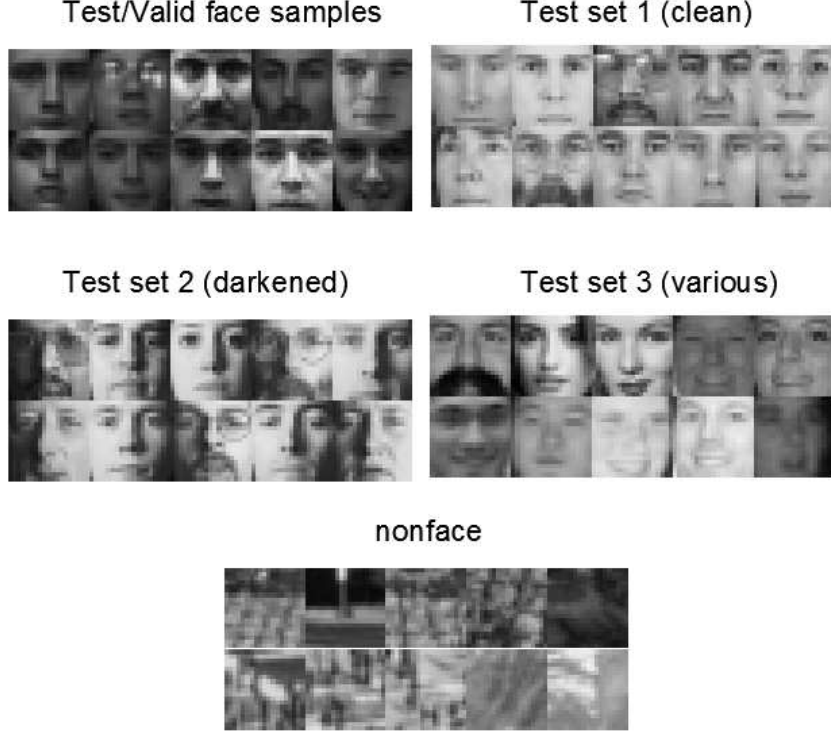 Test/Valid face samples
Test set 1 (clean)
Test set 2 (darkened)
Test set 3 (various)
nonface